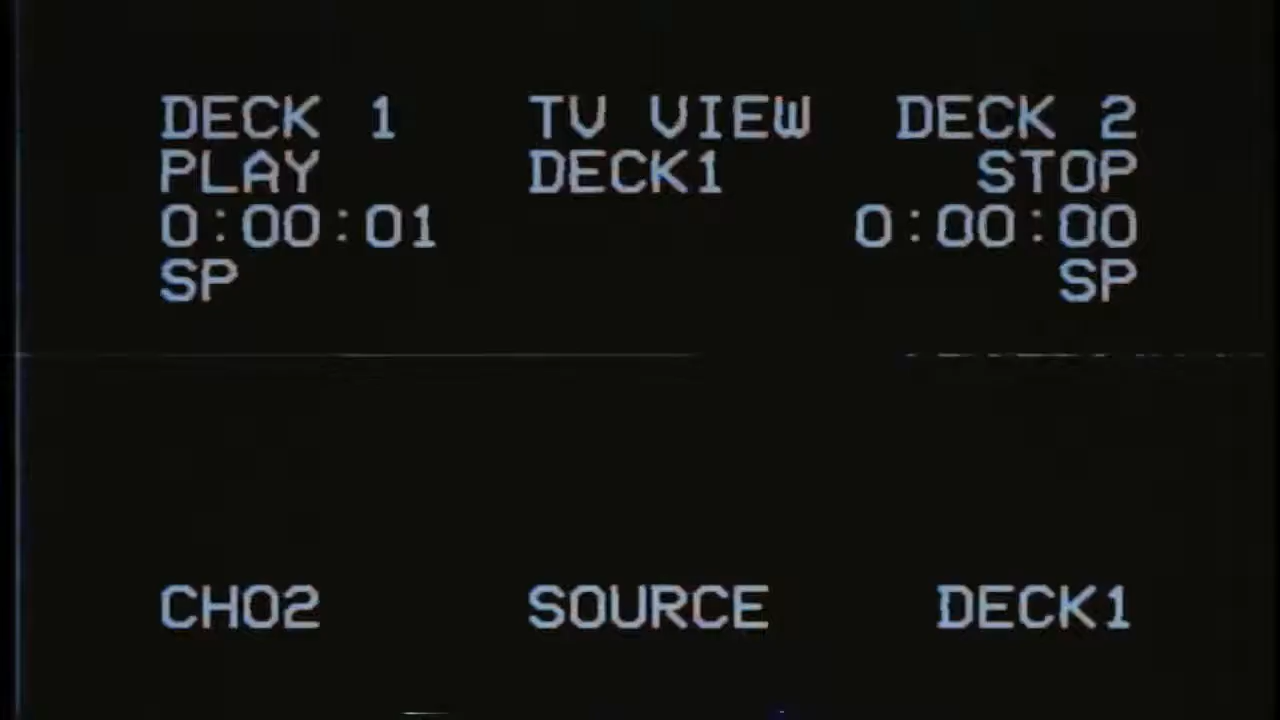 DECK 1 TV VIEW DECK 2
PLAY DECK1 STOP
0:00:01 0:00:00
SP SP
CH02 SOURCE DECK1